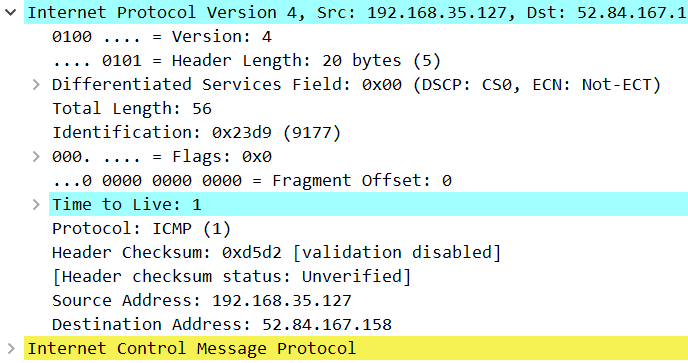 Internet Protocol Version 4, Src: 192.168.35.127, Dst: 52.84.167.1
0100 .... = Version: 4
.... 0101 = Header Length: 20 bytes (5)
Differentiated Services Field: 0x00 (DSCP: CS0, ECN: Not-ECT)
Total Length: 56
Identification: 0x23d9 (9177)
000. .... = Flags: 0x0
...0 0000 0000 0000 = Fragment Offset: 0
Time to Live: 1
Protocol: ICMP (1)
Header Checksum: 0xd5d2 [validation disabled]
[Header checksum status: Unverified]
Source Address: 192.168.35.127
Destination Address: 52.84.167.158
Internet Control Message Protocol